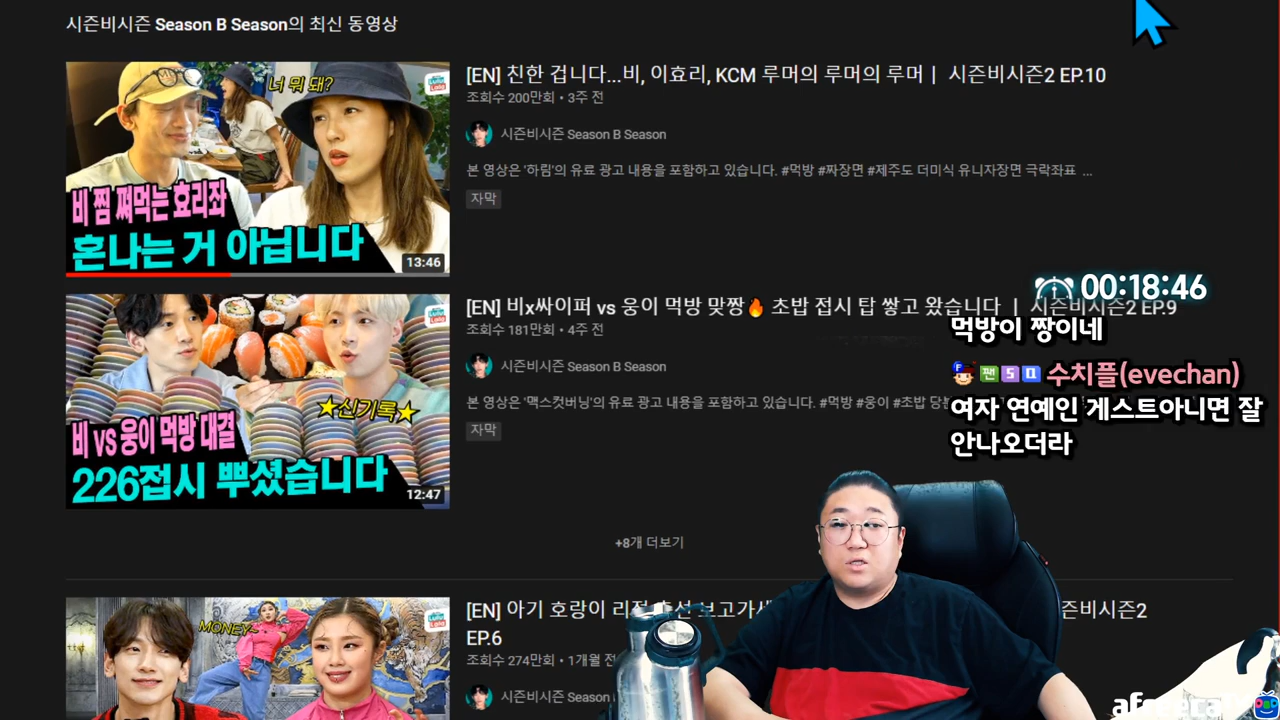 시즌비시즌 Season B Season의 최신 동영상
너 뭐 돼?
비 찜 쪄먹는 효리좌
혼나는 거 아닙니다
13:46
[EN] 친한 겁니다...비, 이효리, KCM 루머의 루머의 루머ㅣ 시즌비시즌2 EP.10
조회수 200만회 • 3주 전
시즌비시즌 Season B Season
본 영상은 '하림'의 유료 광고 내용을 포함하고 있습니다. #먹방 #짜장면 #제주도 더미식 유니자장면 극락좌표 ...
자막
★신기록★
비 vs 웅이 먹방 대결
226접시 뿌셨습니다
12:47
[EN] 비x싸이퍼 vs 웅이 먹방 맞짱🔥 초밥 접시 탑 쌓고 왔습니다 ㅣ 시즌비시즌2 EP.9
조회수 181만회 • 4주 전
시즌비시즌 Season B Season
본 영상은 '맥스컷버닝'의 유료 광고 내용을 포함하고 있습니다. #먹방 #웅이 #초밥
자막
00:18:46
먹방이 짱이네
F 팬 5 수치플(evechan)
여자 연예인 게스트아니면 잘
안나오더라
+8개 더보기
MONEY~
[EN] 아기 호랑이 리정 시즌비시즌2
EP.6
조회수 274만회 • 1개월 전
시즌비시즌 Season